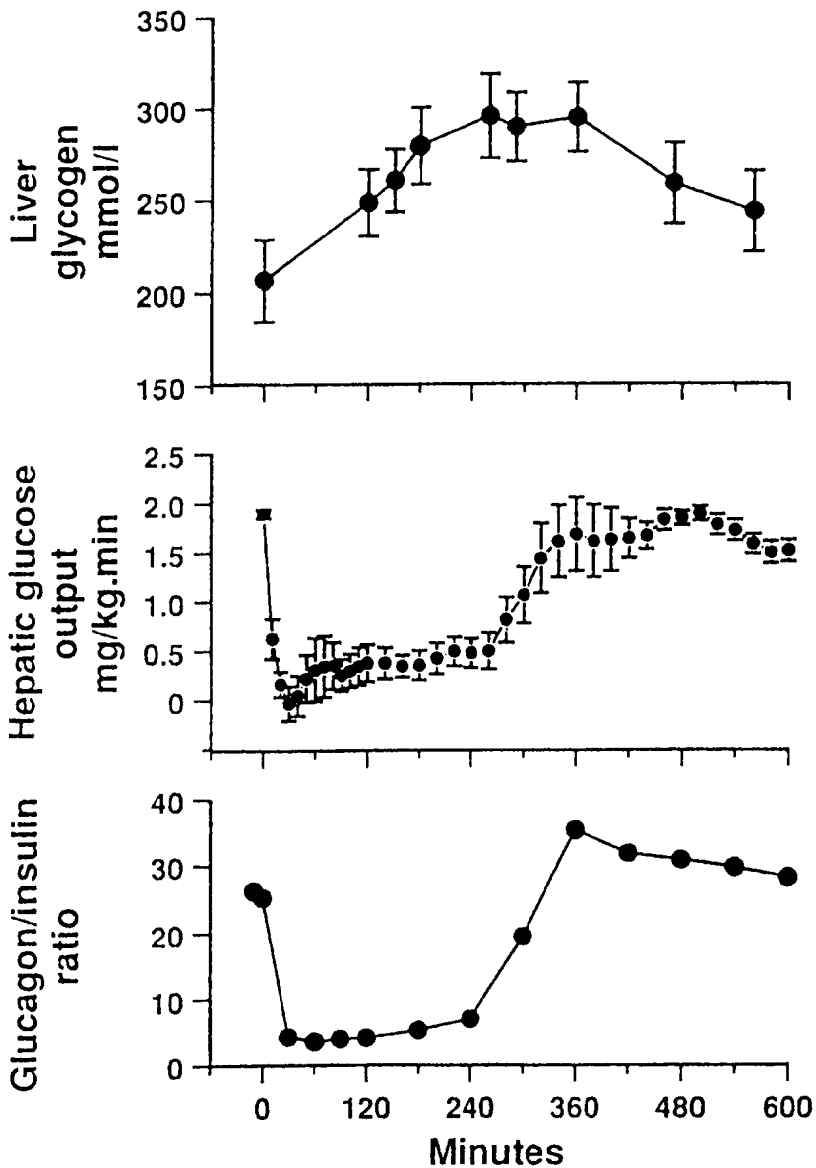 Liver
glycogen
mmol/l
350
300
250
200
150
Hepatic glucose
output
mg/kg.min
2.5
2.0
1.5
1.0
0.5
0
Glucagon/insulin
ratio
40
30
20
10
0
0 120 240 360 480 600
Minutes